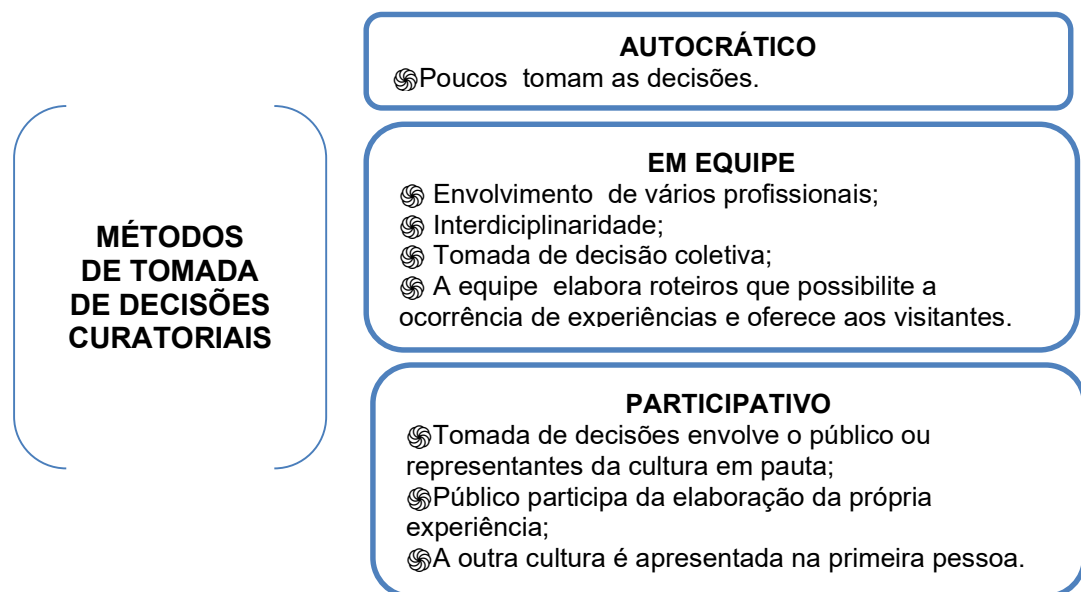 AUTOCRÁTICO
֍Poucos tomam as decisões.
MÉTODOS
DE TOMADA
DE DECISÕES
CURATORIAIS
EM EQUIPE
֍ Envolvimento de vários profissionais;
֍ Interdiciplinaridade;
֍ Tomada de decisão coletiva;
֍ A equipe elabora roteiros que possibilite a
ocorrência de experiências e oferece aos visitantes.
PARTICIPATIVO
֍Tomada de decisões envolve o público ou
representantes da cultura em pauta;
֍Público participa da elaboração da própria
experiência;
֍A outra cultura é apresentada na primeira pessoa.